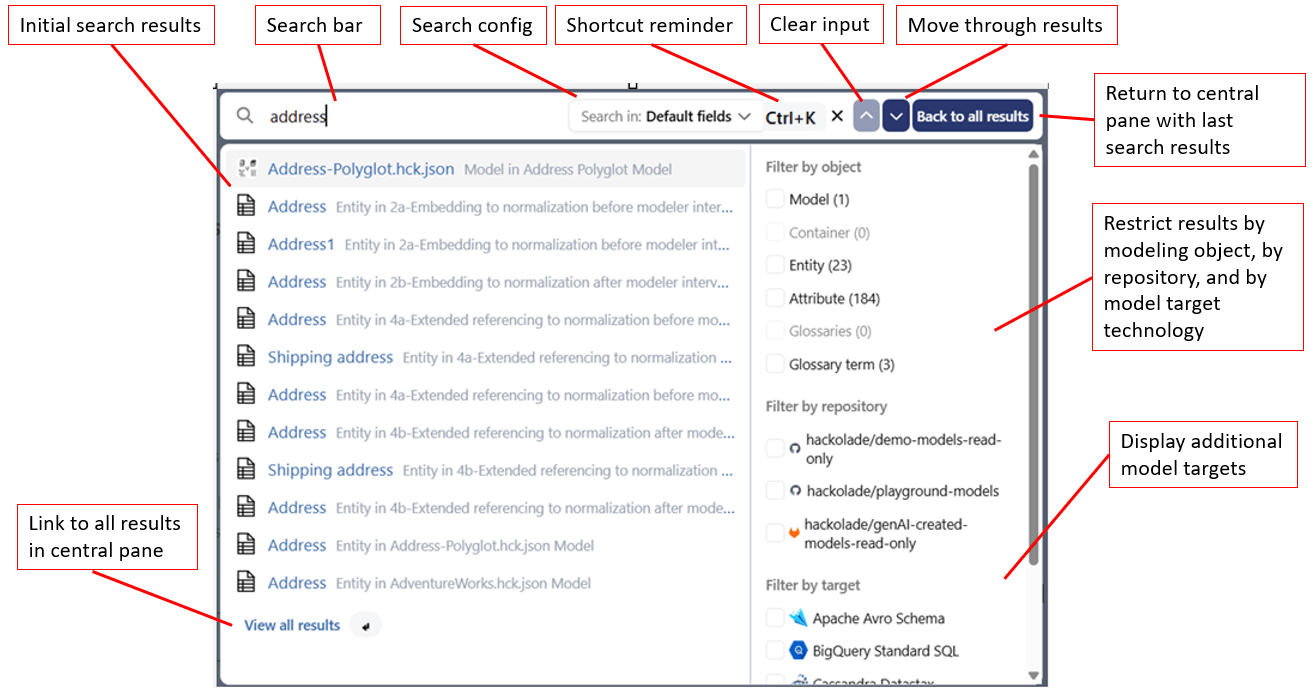 Initial search results
Search bar
Search config
Shortcut reminder
Clear input
Move through results
Return to central
pane with last
search results
address
Search in: Default fields
Ctrl+K
Back to all results
Address-Polyglot.hck.json Model in Address Polyglot Model
Address Entity in 2a-Embedding to normalization before modeler inter...
Address1 Entity in 2a-Embedding to normalization before modeler int...
Address Entity in 2b-Embedding to normalization after modeler interv...
Address Entity in 4a-Extended referencing to normalization before mo...
Shipping address Entity in 4a-Extended referencing to normalization ...
Address Entity in 4a-Extended referencing to normalization before mo...
Address Entity in 4b-Extended referencing to normalization after mode...
Shipping address Entity in 4b-Extended referencing to normalization ...
Address Entity in 4b-Extended referencing to normalization after mode...
Address Entity in Address-Polyglot.hck.json Model
Address Entity in AdventureWorks.hck.json Model
View all results
Filter by object
Model (1)
Container (0)
Entity (23)
Attribute (184)
Glossaries (0)
Glossary term (3)
Filter by repository
hackolade/demo-models-read-
only
hackolade/playground-models
hackolade/genAI-created-
models-read-only
Filter by target
Apache Avro Schema
BigQuery Standard SQL
Cassandra Datastax
Restrict results by
modeling object, by
repository, and by
model target
technology
Display additional
model targets
Link to all results
in central pane